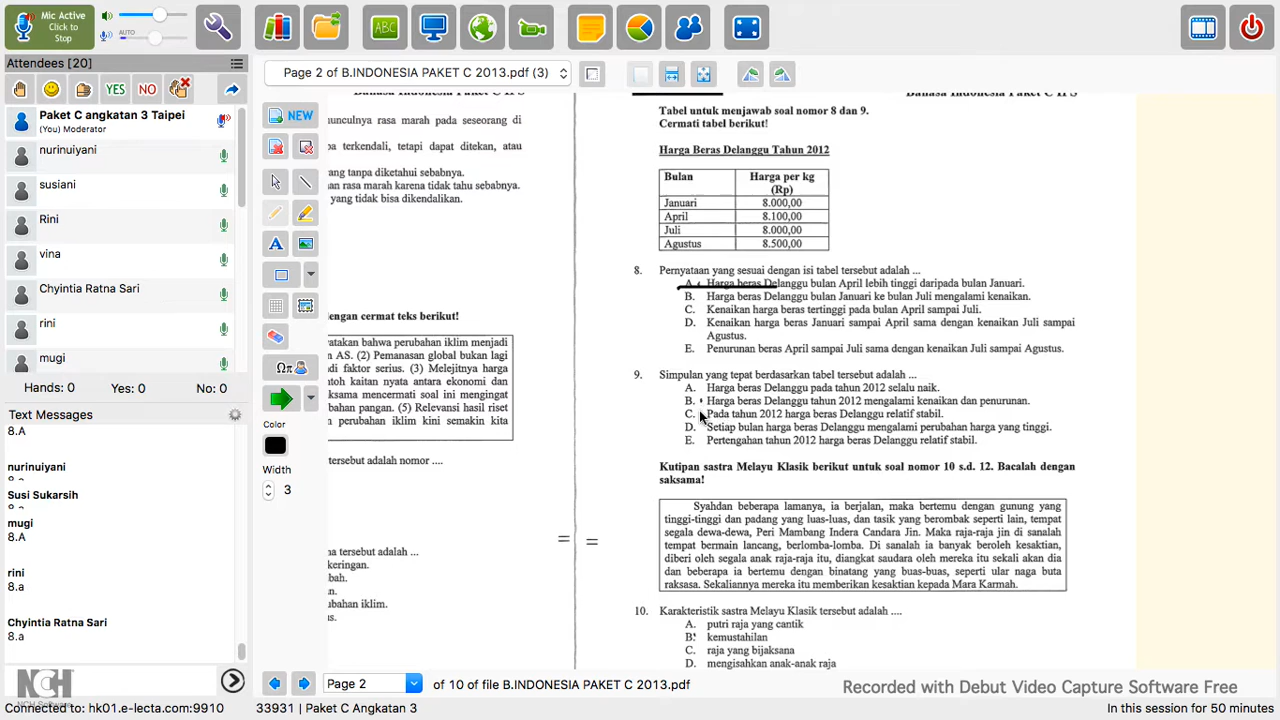 Mic Active
Click to
Stop
AUTO
ABC
Attendees [20]
YES
NO
Paket C angkatan 3 Taipei
(You) Moderator
nurinuiyani
susiani
Rini
vina
Chyintia Ratna Sari
rini
mugi
Hands: 0 Yes: 0 No: 0
Text Messages
8.A
nurinuiyani
8.a
Susi Sukarsih
8.a
mugi
8.A
rini
8.a
Chyintia Ratna Sari
8.a
NCH
NCH Software
Connected to: hk01.e-lecta.com:9910
Page 2 of B.INDONESIA PAKET C 2013.pdf (3)
NEW
Ωπ
Color
Width
3
munculnya rasa marah pada seseorang di
a terkendali, tetapi dapat ditekan, atau
ang tanpa diketahui sebabnya.
an rasa marah karena tidak tahu sebabnya.
yang tidak bisa dikendalikan.
engan cermat teks berikut!
atakan bahwa perubahan iklim menjadi
n AS. (2) Pemanasan global bukan lagi
adi faktor serius. (3) Melejitnya harga
toh kaitan nyata antara ekonomi dan
aksama mencermati soal ini mengingat
bahan pangan. (5) Relevansi hasil riset
erubahan iklim kini semakin kita
tersebut adalah nomor ....
na tersebut adalah ...
keringan.
bah.
n.
ubahan iklim.
us.
=
=
Bahasa Indonesia Paket C IPS
Bahasa Indonesia Paket C IPS
Tabel untuk menjawab soal nomor 8 dan 9.
Cermati tabel berikut!
Harga Beras Delanggu Tahun 2012
Bulan Harga per kg
(Rp)
Januari 8.000,00
April 8.100,00
Juli 8.000,00
Agustus 8.500,00
8. Pernyataan yang sesuai dengan isi tabel tersebut adalah ...
A. Harga beras Delanggu bulan April lebih tinggi daripada bulan Januari.
B. Harga beras Delanggu bulan Januari ke bulan Juli mengalami kenaikan.
C. Kenaikan harga beras tertinggi pada bulan April sampai Juli.
D. Kenaikan harga beras Januari sampai April sama dengan kenaikan Juli sampai
Agustus.
E. Penurunan beras April sampai Juli sama dengan kenaikan Juli sampai Agustus.
9. Simpulan yang tepat berdasarkan tabel tersebut adalah ...
A. Harga beras Delanggu pada tahun 2012 selalu naik.
B. Harga beras Delanggu tahun 2012 mengalami kenaikan dan penurunan.
C. Pada tahun 2012 harga beras Delanggu relatif stabil.
D. Setiap bulan harga beras Delanggu mengalami perubahan harga yang tinggi.
E. Pertengahan tahun 2012 harga beras Delanggu relatif stabil.
Kutipan sastra Melayu Klasik berikut untuk soal nomor 10 s.d. 12. Bacalah dengan
saksama!
Syahdan beberapa lamanya, ia berjalan, maka bertemu dengan gunung yang
tinggi-tinggi dan padang yang luas-luas, dan tasik yang berombak seperti lain, tempat
segala dewa-dewa, Peri Mambang Indera Candara Jin. Maka raja-raja jin di sanalah
tempat bermain lancang, berlomba-lomba. Di sanalah ia banyak beroleh kesaktian,
diberi oleh segala anak raja-raja itu, diangkat saudara oleh mereka itu sekali akan dia
dan beberapa ia bertemu dengan binatang yang buas-buas, seperti ular naga buta
raksasa. Sekaliannya mereka itu memberikan kesaktian kepada Mara Karmah.
10. Karakteristik sastra Melayu Klasik tersebut adalah ....
A. putri raja yang cantik
B. kemustahilan
C. raja yang bijaksana
D. mengisahkan anak-anak raja
Page 2 of 10 of file B.INDONESIA PAKET C 2013.pdf
Recorded with Debut Video Capture Software Free
33931 | Paket C Angkatan 3
In this session for 50 minutes